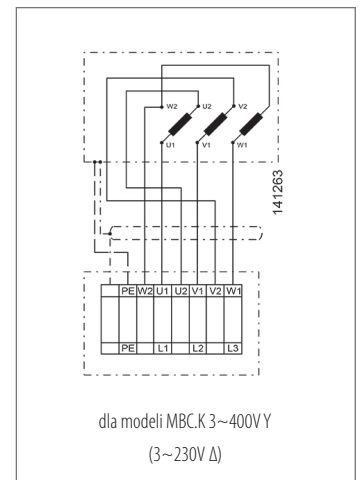 W2 U2 V2
U1 V1 W1
141263
PE W2 U1 U2 V1 V2 W1
PE L1 L2 L3
dla modeli MBC.K 3~400V Y
(3~230V Δ)